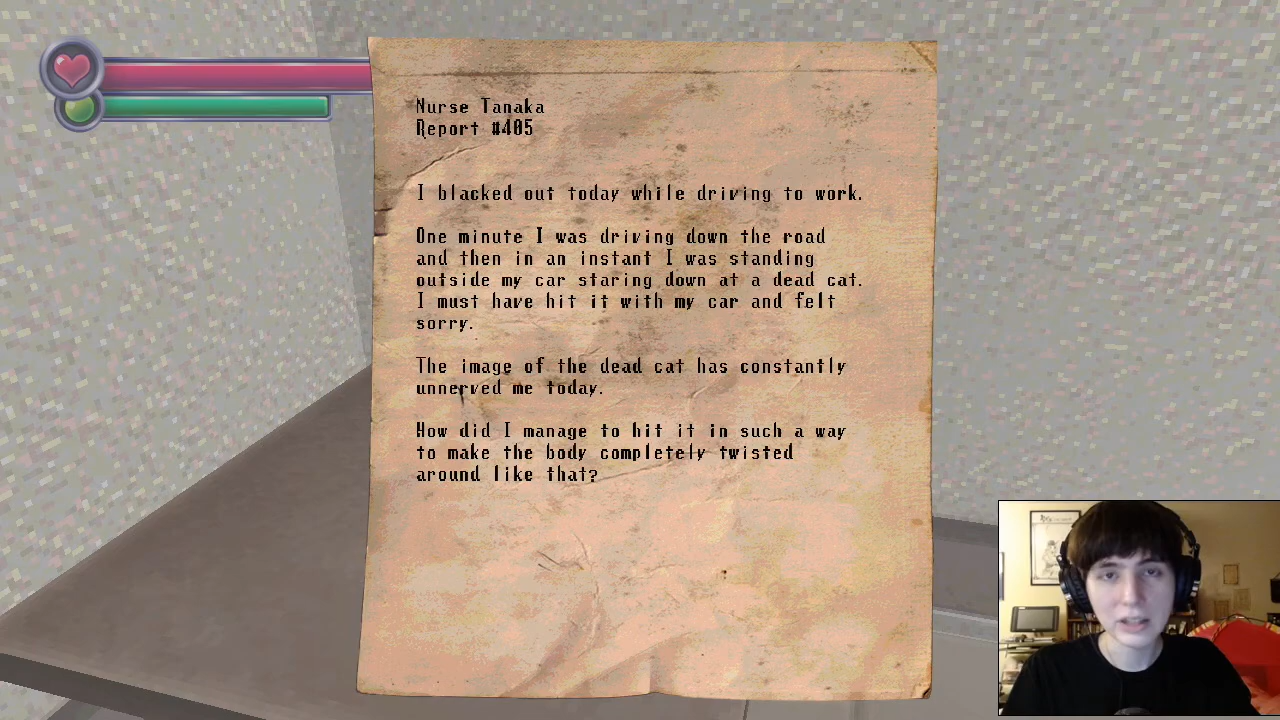 Nurse Tanaka
Report #405
I blacked out today while driving to work.
One minute I was driving down the road
and then in an instant I was standing
outside my car staring down at a dead cat.
I must have hit it with my car and felt
sorry.
The image of the dead cat has constantly
unnerved me today.
How did I manage to hit it in such a way
to make the body completely twisted
around like that?